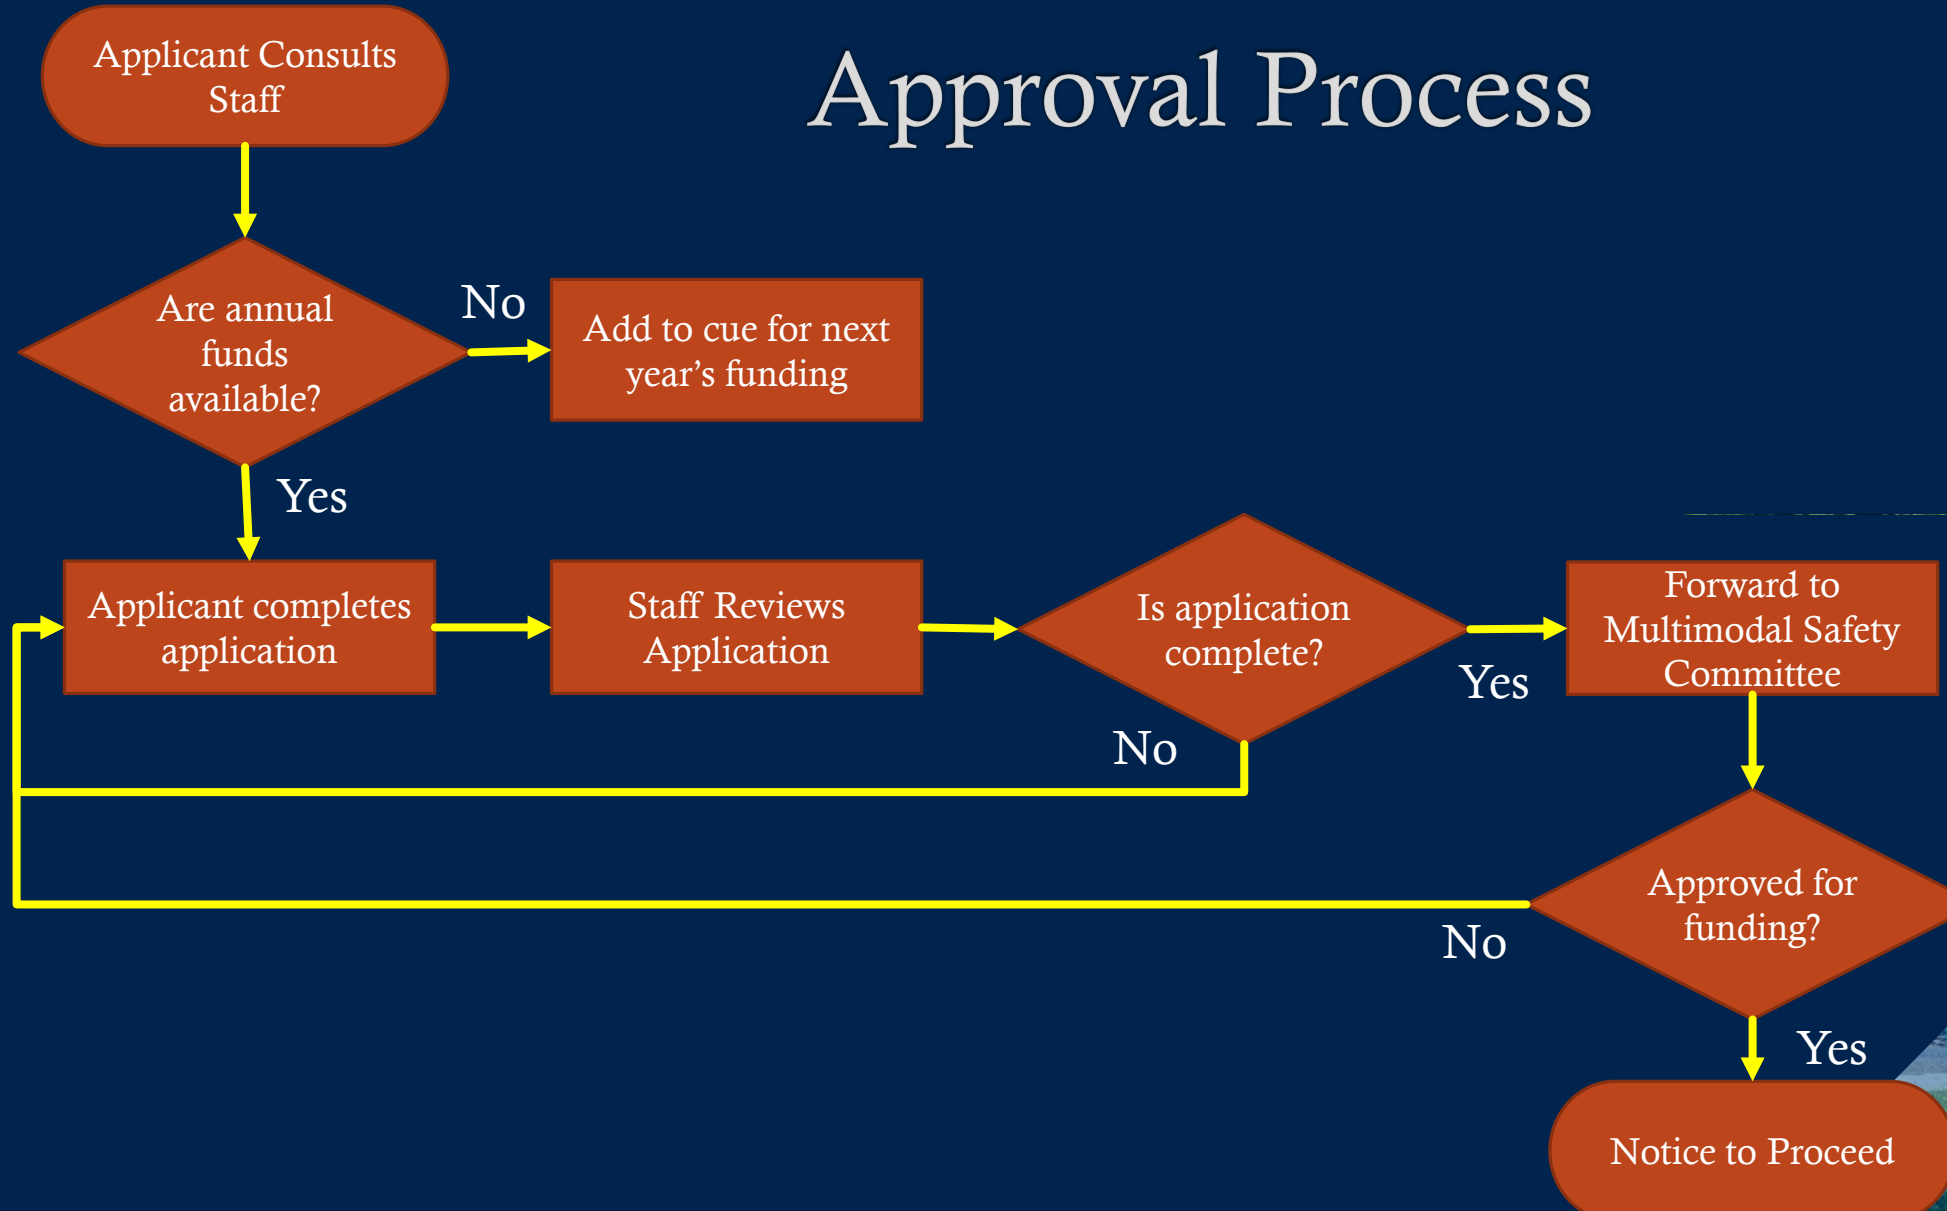 Applicant Consults
Staff
Approval Process
Are annual
funds
available?
No
Add to cue for next
year’s funding
Yes
Applicant completes
application
Staff Reviews
Application
Is application
complete?
Yes
Forward to
Multimodal Safety
Committee
No
Approved for
funding?
No
Yes
Notice to Proceed